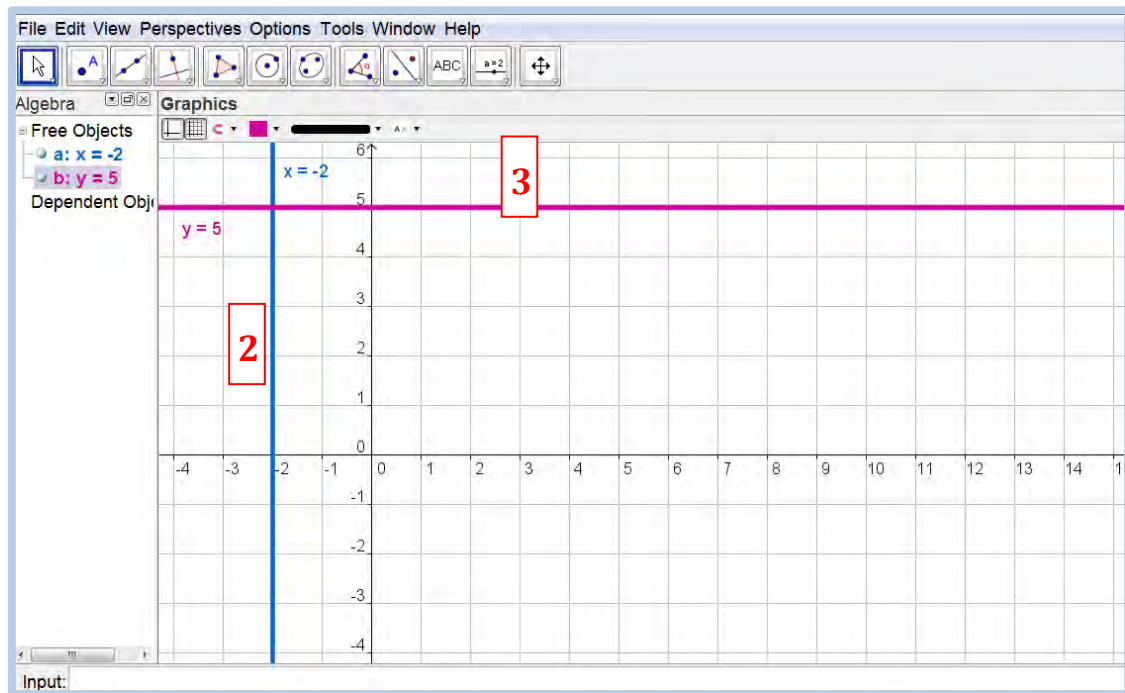 File Edit View Perspectives Options Tools Window Help
A
α
ABC
a=2
Algebra
Graphics
Free Objects
a: x = -2
b: y = 5
Dependent Obj
6
x = -2
3
5
y = 5
4
3
2
2
1
0
-4 -3 -2 -1 0 1 2 3 4 5 6 7 8 9 10 11 12 13 14 1
-1
-2
-3
-4
Input: